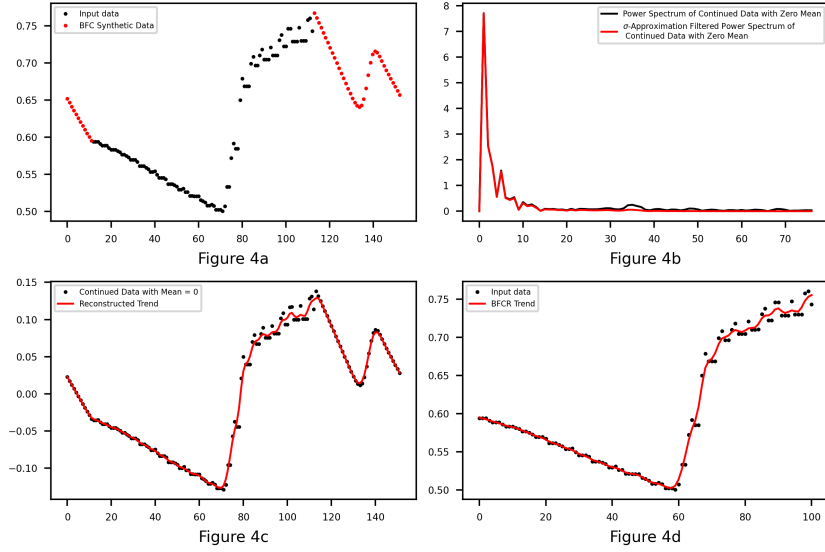 Input data
BFC Synthetic Data
0.75
0.70
0.65
0.60
0.55
0.50
0 20 40 60 80 100 120 140
Figure 4a
Power Spectrum of Continued Data with Zero Mean
σ-Approximation Filtered Power Spectrum of
Continued Data with Zero Mean
8
7
6
5
4
3
2
1
0
0 10 20 30 40 50 60 70
Figure 4b
Continued Data with Mean = 0
Reconstructed Trend
0.15
0.10
0.05
0.00
−0.05
−0.10
0 20 40 60 80 100 120 140
Figure 4c
Input data
BFCR Trend
0.75
0.70
0.65
0.60
0.55
0.50
0 20 40 60 80 100
Figure 4d